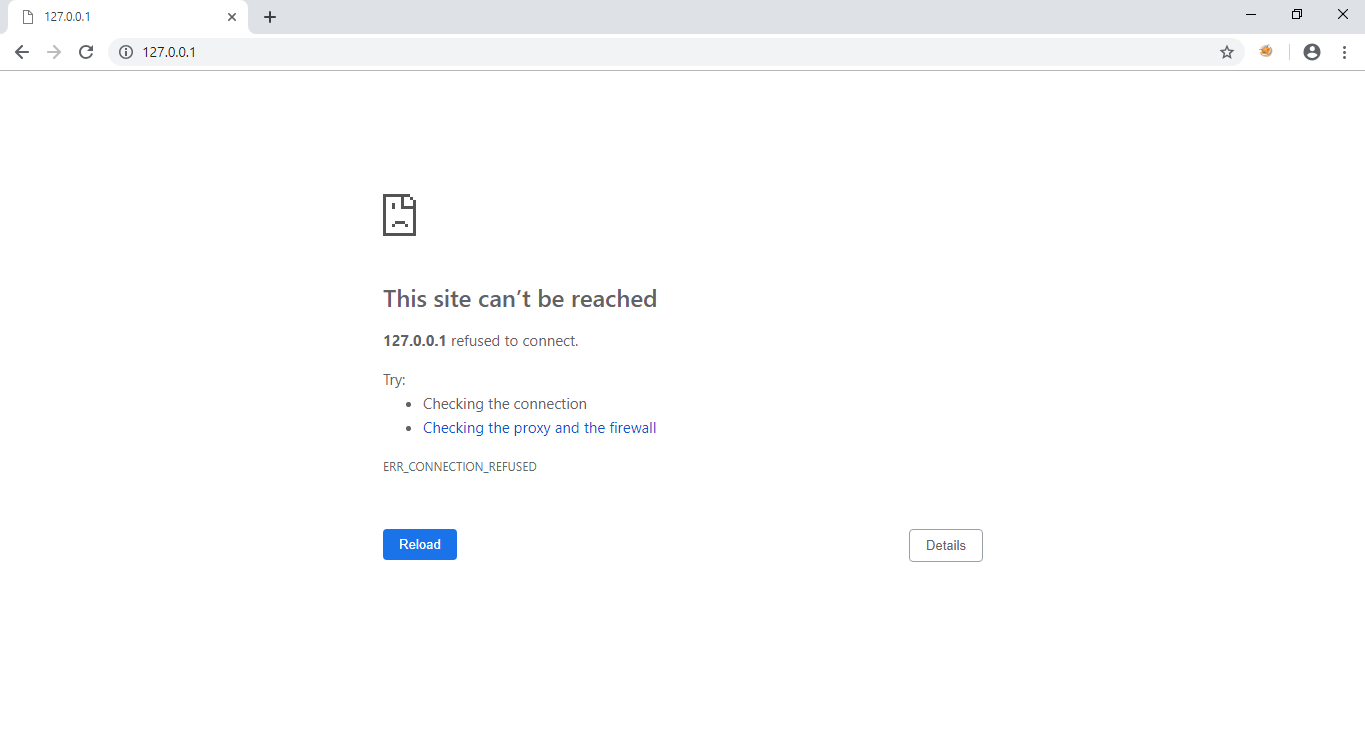 127.0.0.1
127.0.0.1
This site can’t be reached
127.0.0.1 refused to connect.
Try:
Checking the connection
Checking the proxy and the firewall
ERR_CONNECTION_REFUSED
Reload
Details